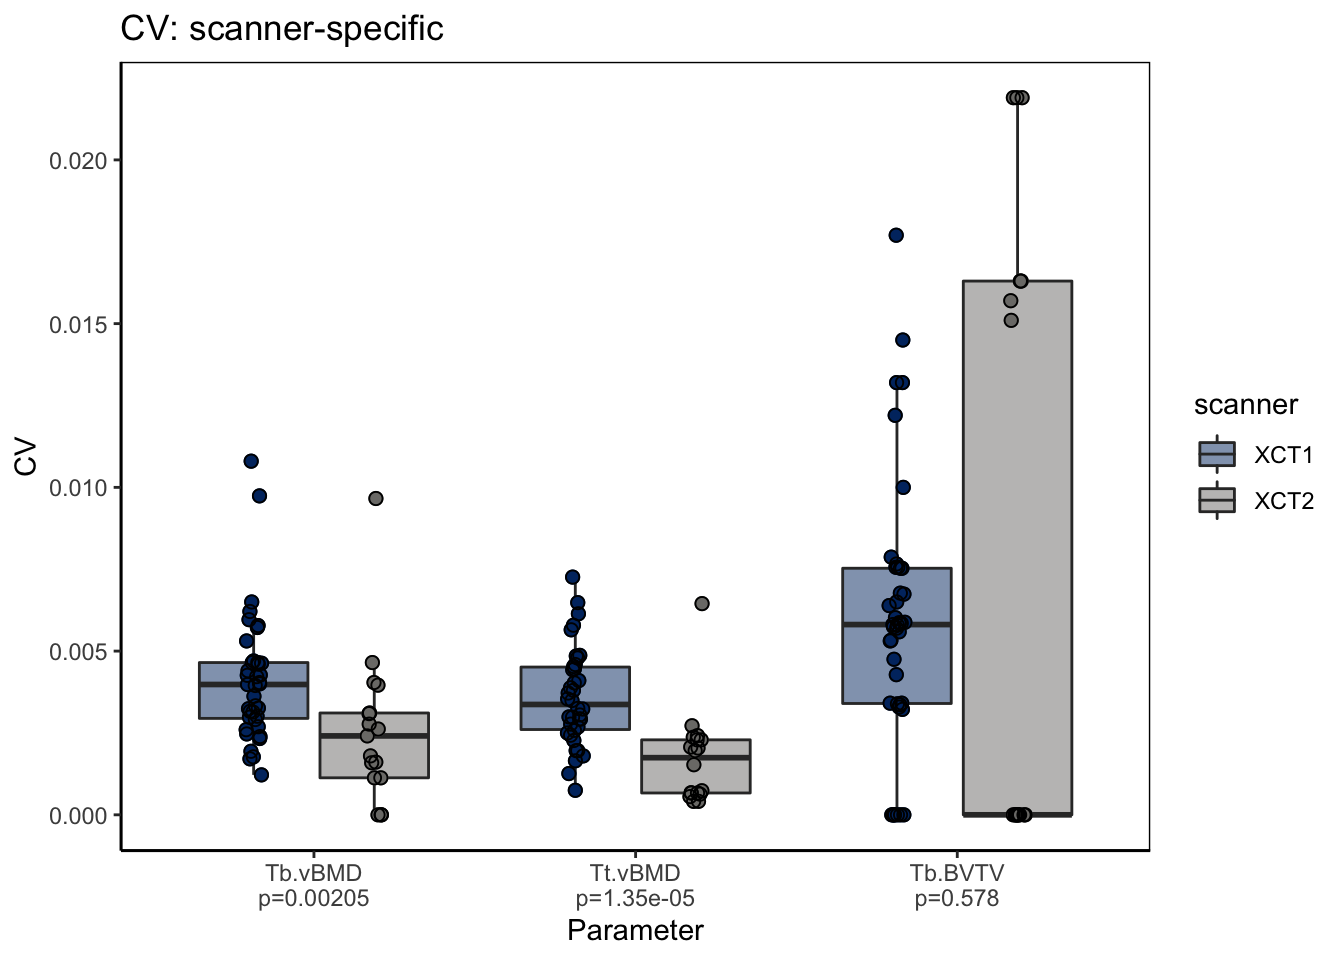 CV: scanner-specific
CV
0.020
0.015
0.010
0.005
0.000
Tb.vBMD
p=0.00205
Tt.vBMD
p=1.35e-05
Tb.BVTV
p=0.578
Parameter
scanner
XCT1
XCT2